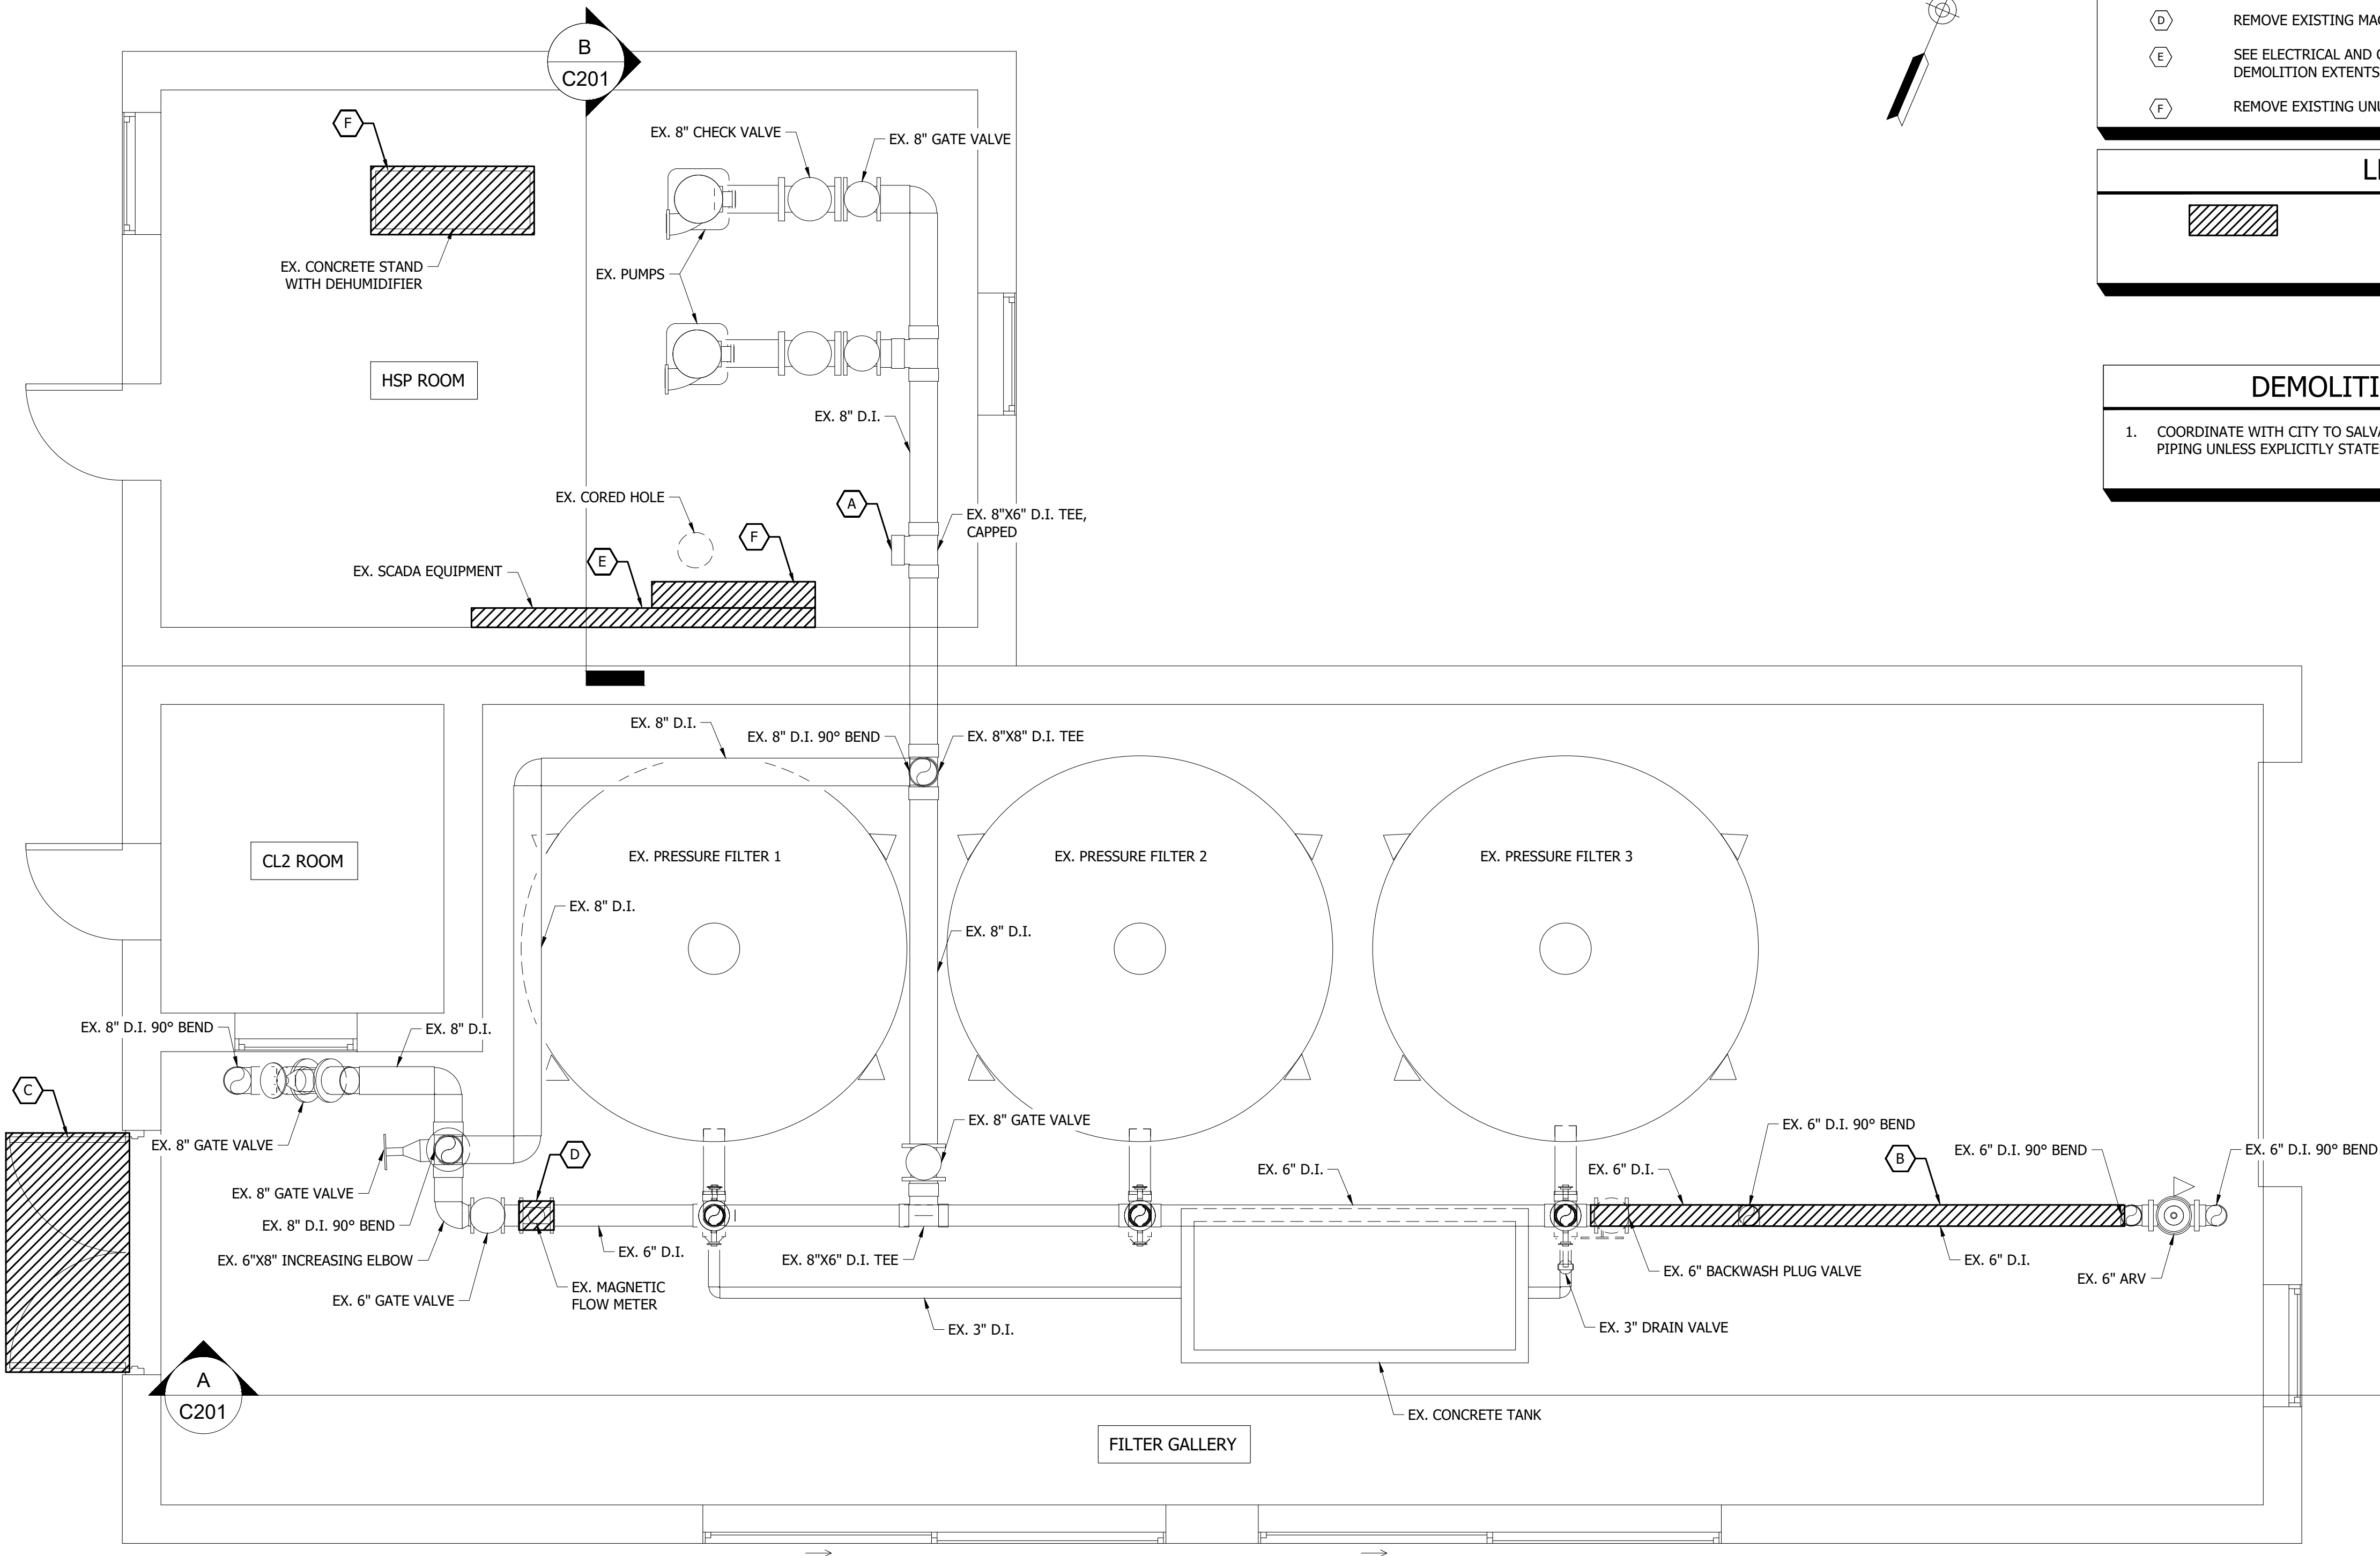 B
C201
F
EX. 8" CHECK VALVE
EX. 8" GATE VALVE
EX. CONCRETE STAND
WITH DEHUMIDIFIER
EX. PUMPS
HSP ROOM
EX. 8" D.I.
EX. CORED HOLE
A
EX. 8"X6" D.I. TEE,
CAPPED
F
E
EX. SCADA EQUIPMENT
D
REMOVE EXISTING
E
SEE ELECTRICAL AND
DEMOLITION EXTENTS
F
REMOVE EXISTING
DEMOLITI
1. COORDINATE WITH CITY TO
PIPING UNLESS EXPLICITLY
EX. 8" D.I.
EX. 8" D.I. 90° BEND
EX. 8"X8" D.I. TEE
CL2 ROOM
EX. PRESSURE FILTER 1
EX. PRESSURE FILTER 2
EX. PRESSURE FILTER 3
EX. 8" D.I.
EX. 8" D.I.
EX. 8" D.I. 90° BEND
EX. 8" D.I.
C
EX. 8" GATE VALVE
EX. 8" GATE VALVE
EX. 8" GATE VALVE
D
EX. 8" D.I. 90° BEND
EX. 6"X8" INCREASING ELBOW
EX. 6" GATE VALVE
EX. 6" D.I.
EX. MAGNETIC
FLOW METER
EX. 8"X6" D.I. TEE
EX. 3" D.I.
EX. 6" D.I.
EX. 6" D.I.
EX. 6" D.I. 90° BEND
B
EX. 6" D.I. 90° BEND
EX. 6" D.I. 90° BEND
EX. 6" BACKWASH PLUG VALVE
EX. 6" D.I.
EX. 6" ARV
EX. 3" DRAIN VALVE
EX. CONCRETE TANK
A
C201
FILTER GALLERY